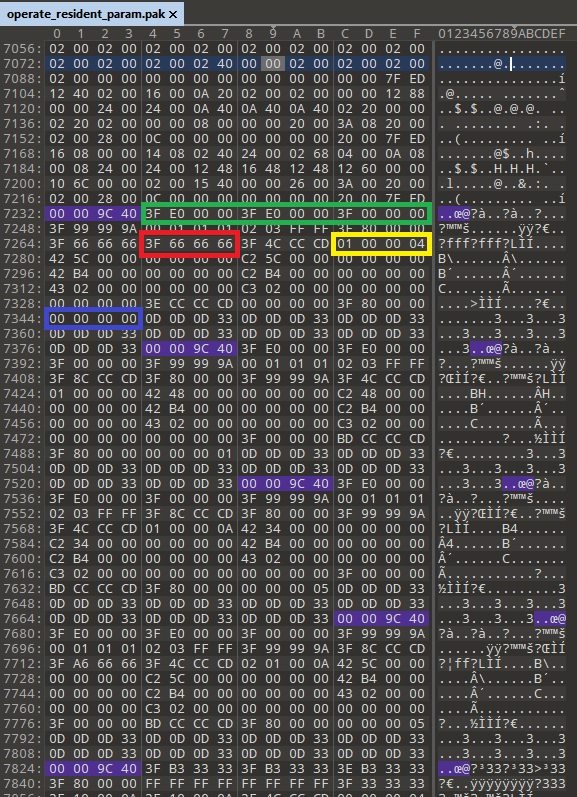 operate_resident_param.pak ×
0 1 2 3 4 5 6 7 8 9 A B C D E F 0123456789ABCDEF
7056: 02 00 02 00 02 00 02 00 02 00 02 00 02 00 02 00 ................
7072: 02 00 02 00 02 00 02 40 00 00 02 00 02 00 02 00 .......@........
7088: 02 00 00 00 00 00 00 00 00 00 00 00 00 00 7F ED ...............í
7104: 12 40 02 00 16 00 0A 20 02 00 02 00 00 00 12 88 .@..... .......ˆ
7120: 00 00 24 00 24 00 0A 40 0A 40 0A 40 02 20 00 00 ..$.$..@.@.@. ..
7136: 02 20 02 00 00 00 08 00 00 00 20 00 3A 08 20 00 . ........ .:. .
7152: 02 00 28 00 0C 00 00 00 00 00 00 00 20 00 7F ED ..(......... ..í
7168: 16 08 00 00 14 08 02 40 24 00 02 68 04 00 0A 08 .......@$..h....
7184: 00 08 24 00 24 00 12 48 16 48 12 48 12 60 00 00 ..$.$..H.H.H.`..
7200: 10 6C 00 00 02 00 15 40 00 00 26 00 3A 00 20 00 .l.....@..&.:. .
7216: 02 00 28 00 0C 00 00 00 00 00 00 00 20 00 7F ED ..(......... ..í
7232: 00 00 9C 40 3F E0 00 00 3F E0 00 00 3F 00 00 00 ..œ@?à..?à..?...
7248: 3F 99 99 9A 00 01 01 01 02 03 FF FF 3F 80 00 00 ?™™š......ÿÿ?€..
7264: 3F 66 66 66 3F 66 66 66 3F 4C CC CD 01 00 00 04 ?fff?fff?LÌÍ....
7280: 42 5C 00 00 00 00 00 00 C2 5C 00 00 00 00 00 00 B\......Â\......
7296: 42 B4 00 00 00 00 00 00 C2 B4 00 00 00 00 00 00 B´......Â´......
7312: 43 02 00 00 00 00 00 00 C3 02 00 00 00 00 00 00 C.......Ã.......
7328: 00 00 00 00 3E CC CC CD 00 00 00 00 3F 80 00 00 ....>ÌÌÍ....?€..
7344: 00 00 00 00 0D 0D 0D 33 0D 0D 0D 33 0D 0D 0D 33 .......3...3...3
7360: 0D 0D 0D 33 0D 0D 0D 33 0D 0D 0D 33 0D 0D 0D 33 ...3...3...3...3
7376: 0D 0D 0D 33 00 00 9C 40 3F E0 00 00 3F E0 00 00 ...3..œ@?à..?à..
7392: 3F 00 00 00 3F 99 99 9A 00 01 01 01 02 03 FF FF ?...?™™š......ÿÿ
7408: 3F 8C CC CD 3F 80 00 00 3F 99 99 9A 3F 4C CC CD ?ŒÌÍ?€..?™™š?LÌÍ
7424: 01 00 00 0A 42 48 00 00 00 00 00 00 C2 48 00 00 ....BH......ÂH..
7440: 00 00 00 00 42 B4 00 00 00 00 00 00 C2 B4 00 00 ....B´......Â´..
7456: 00 00 00 00 43 02 00 00 00 00 00 00 C3 02 00 00 ....C.......Ã...
7472: 00 00 00 00 00 00 00 00 3F 00 00 00 BD CC CC CD ........?...½ÌÌÍ
7488: 3F 80 00 00 00 00 00 01 0D 0D 0D 33 0D 0D 0D 33 ?€.........3...3
7504: 0D 0D 0D 33 0D 0D 0D 33 0D 0D 0D 33 0D 0D 0D 33 ...3...3...3...3
7520: 0D 0D 0D 33 0D 0D 0D 33 00 00 9C 40 3F E0 00 00 ...3...3..œ@?à..
7536: 3F E0 00 00 3F 00 00 00 3F 99 99 9A 00 01 01 01 ?à..?...?™™š....
7552: 02 03 FF FF 3F 8C CC CD 3F 80 00 00 3F 99 99 9A ..ÿÿ?ŒÌÍ?€..?™™š
7568: 3F 4C CC CD 01 00 00 0A 42 34 00 00 00 00 00 00 ?LÌÍ....B4......
7584: C2 34 00 00 00 00 00 00 42 B4 00 00 00 00 00 00 Â4......B´......
7600: C2 B4 00 00 00 00 00 00 43 02 00 00 00 00 00 00 Â´......C.......
7616: C3 02 00 00 00 00 00 00 00 00 00 00 3F 00 00 00 Ã...........?...
7632: BD CC CC CD 3F 80 00 00 00 00 00 05 0D 0D 0D 33 ½ÌÌÍ?€.........3
7648: 0D 0D 0D 33 0D 0D 0D 33 0D 0D 0D 33 0D 0D 0D 33 ...3...3...3...3
7664: 0D 0D 0D 33 0D 0D 0D 33 0D 0D 0D 33 00 00 9C 40 ...3...3...3..œ@
7680: 3F E0 00 00 3F E0 00 00 3F 00 00 00 3F 99 99 9A ?à..?à..?...?™™š
7696: 00 01 01 01 02 03 FF FF 3F 99 99 9A 3F 8C CC CD ......ÿÿ?™™š?ŒÌÍ
7712: 3F A6 66 66 3F 4C CC CD 02 01 00 0A 42 5C 00 00 ?¦ff?LÌÍ....B\..
7728: 00 00 00 00 C2 5C 00 00 00 00 00 00 42 B4 00 00 ....Â\......B´..
7744: 00 00 00 00 C2 B4 00 00 00 00 00 00 43 02 00 00 ....Â´......C...
7760: 00 00 00 00 C3 02 00 00 00 00 00 00 00 00 00 00 ....Ã...........
7776: 3F 00 00 00 BD CC CC CD 3F 80 00 00 00 00 00 05 ?...½ÌÌÍ?€......
7792: 0D 0D 0D 33 0D 0D 0D 33 0D 0D 0D 33 0D 0D 0D 33 ...3...3...3...3
7808: 0D 0D 0D 33 0D 0D 0D 33 0D 0D 0D 33 0D 0D 0D 33 ...3...3...3...3
7824: 00 00 9C 40 3F B3 33 33 3F B3 33 33 3E B3 33 33 ..œ@?³33?³33>³33
7840: 3F 80 00 00 FF FF FF FF FF FF FF FF 3F 33 33 33 ?€..ÿÿÿÿÿÿÿÿ?333